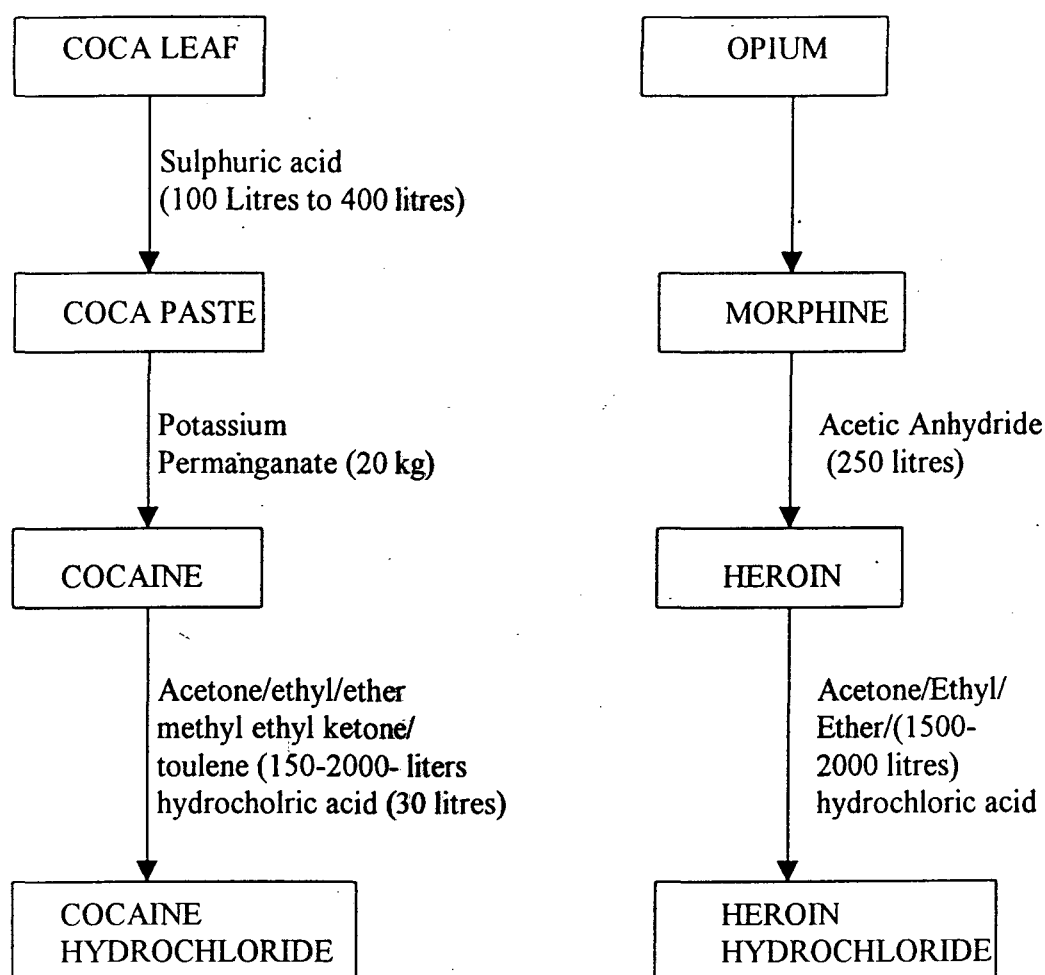 COCA LEAF
Sulphuric acid
(100 Litres to 400 litres)
COCA PASTE
Potassium
Permanganate (20 kg)
COCAINE
Acetone/ethyl/ether
methyl ethyl ketone/
toulene (150-2000- liters
hydrocholric acid (30 litres)
COCAINE
HYDROCHLORIDE
OPIUM
MORPHINE
Acetic Anhydride
(250 litres)
HEROIN
Acetone/Ethyl/
Ether/(1500-
2000 litres)
hydrochloric acid
HEROIN
HYDROCHLORIDE